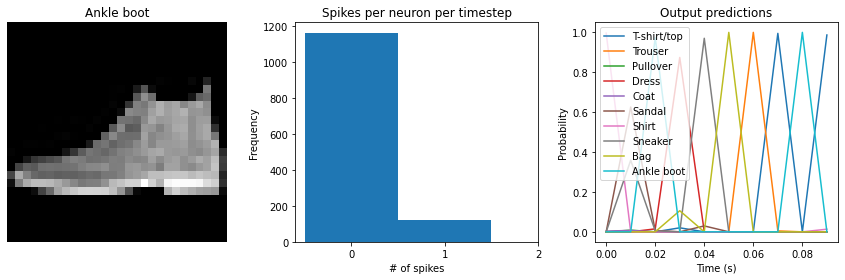 Ankle boot
Spikes per neuron per timestep
Frequency
1200
1000
800
600
400
200
0
0
1
2
# of spikes
Output predictions
Probability
1.0
0.8
0.6
0.4
0.2
0.0
T-shirt/top
Trouser
Pullover
Dress
Coat
Sandal
Shirt
Sneaker
Bag
Ankle boot
0.00
0.02
0.04
0.06
0.08
Time (s)